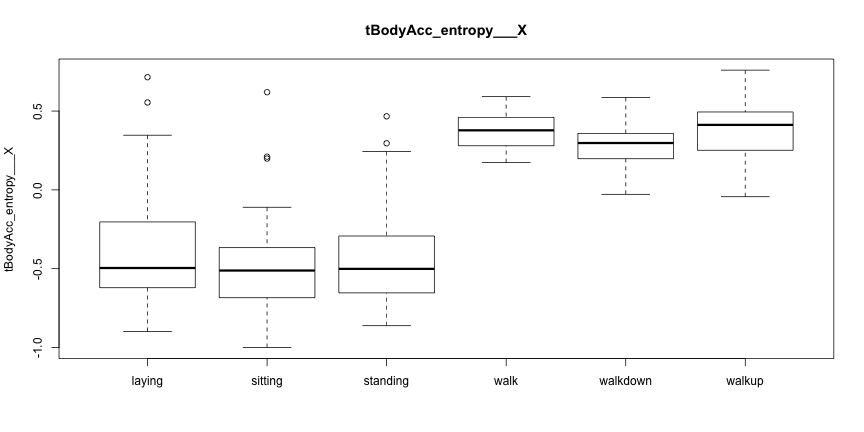 tBodyAcc_entropy___X
tBodyAcc_entropy___X
0.5
0.0
-0.5
-1.0
laying sitting standing walk walkdown walkup